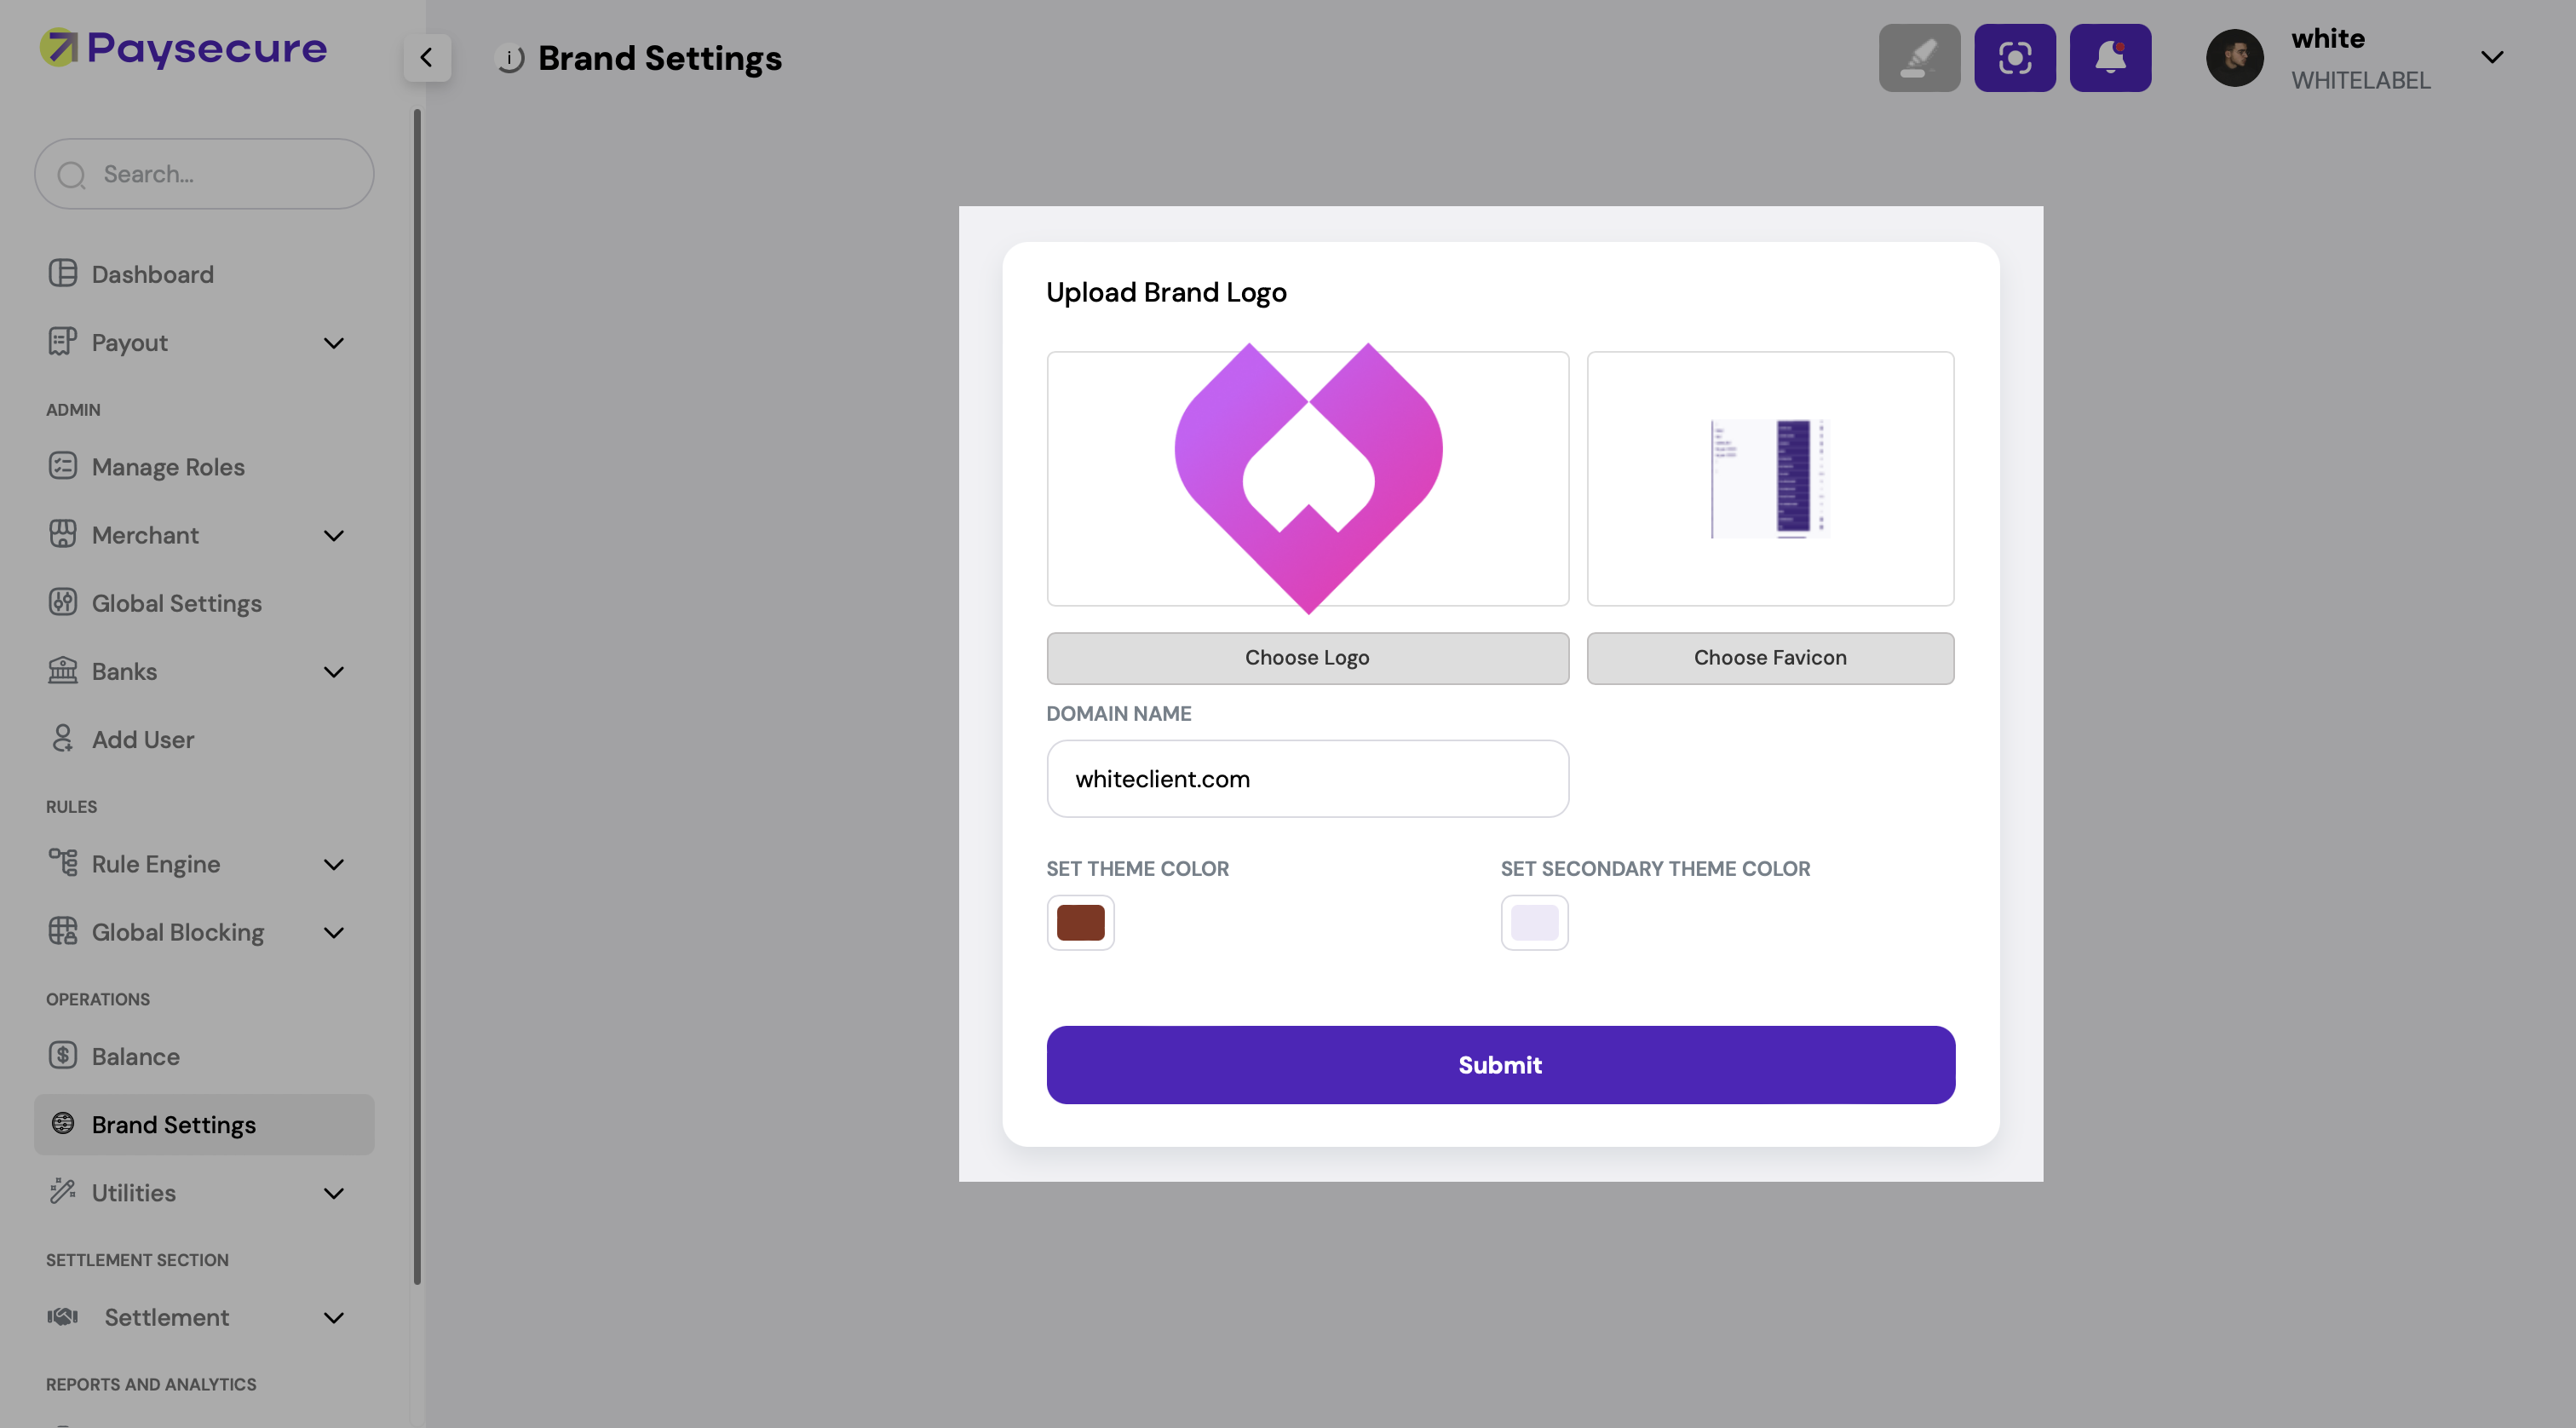 Paysecure
Brand Settings
white
WHITELABEL
Search...
Dashboard
Payout
ADMIN
Manage Roles
Merchant
Global Settings
Banks
Add User
RULES
Rule Engine
Global Blocking
OPERATIONS
Balance
Brand Settings
Utilities
SETTLEMENT SECTION
Settlement
REPORTS AND ANALYTICS
Upload Brand Logo
Choose Logo
Choose Favicon
DOMAIN NAME
whiteclient.com
SET THEME COLOR
SET SECONDARY THEME COLOR
Submit